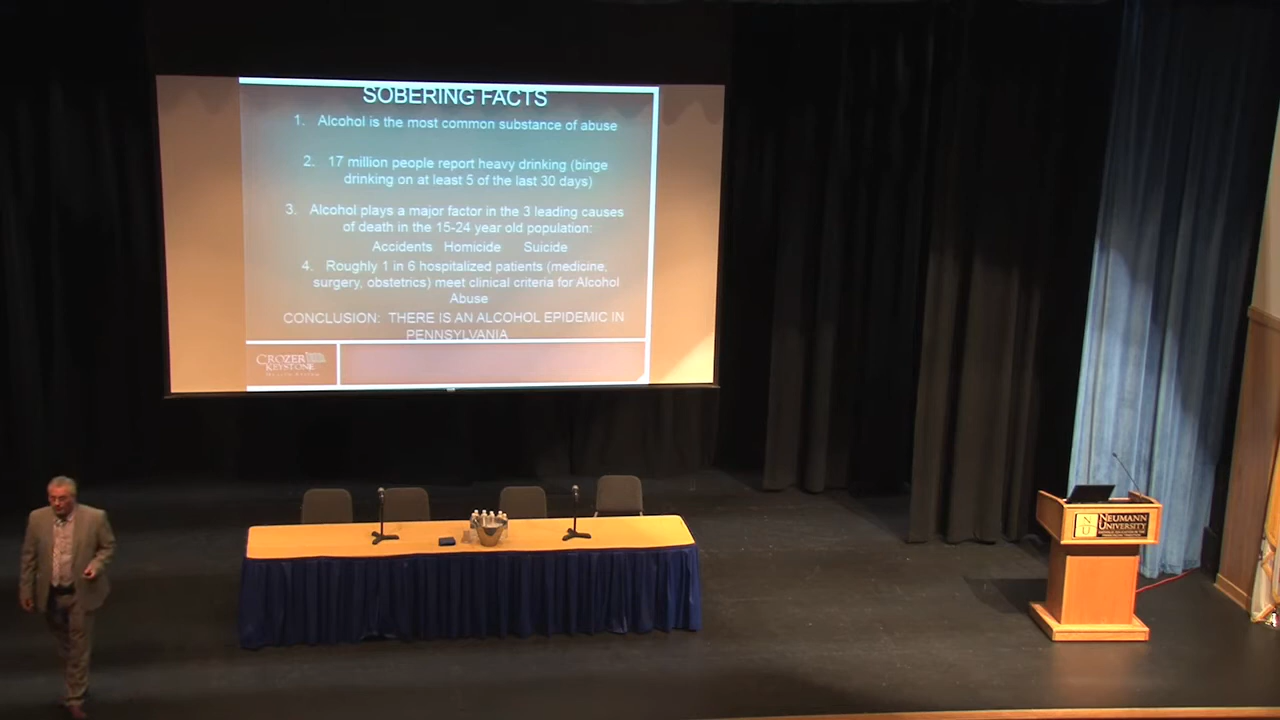 SOBERING FACTS
1. Alcohol is the most common substance of abuse
2. 17 million people report heavy drinking (binge
drinking on at least 5 of the last 30 days)
3. Alcohol plays a major factor in the 3 leading causes
of death in the 15-24 year old population:
Accidents Homicide Suicide
4. Roughly 1 in 6 hospitalized patients (medicine,
surgery, obstetrics) meet clinical criteria for Alcohol
Abuse
CONCLUSION: THERE IS AN ALCOHOL EPIDEMIC IN
PENNSYLVANIA
CROZER
KEYSTONE
N U
NEUMANN
UNIVERSITY